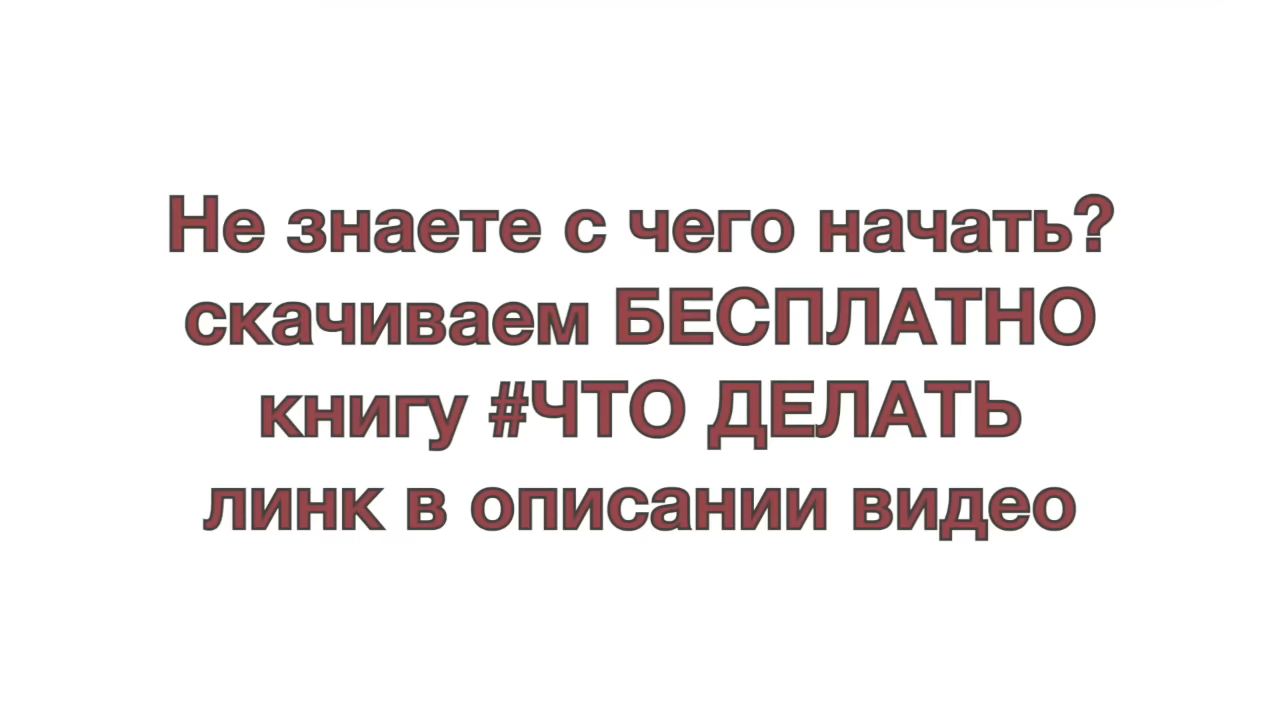 Не знаете с чего начать?
скачиваем БЕСПЛАТНО
книгу #ЧТО ДЕЛАТЬ
линк в описании видео